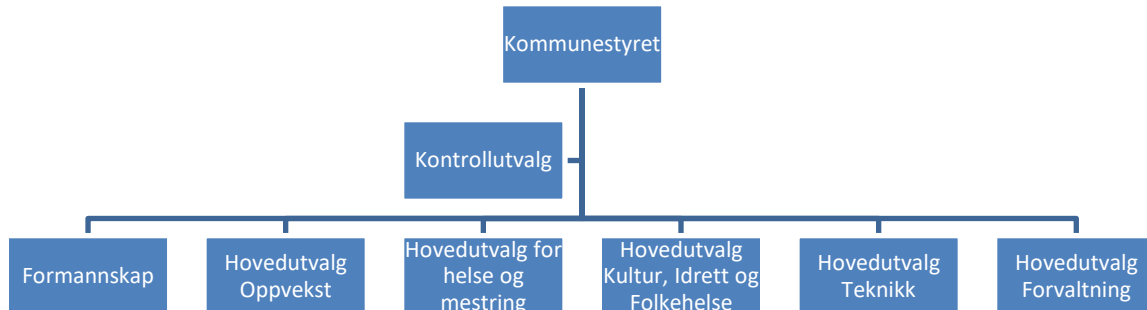 Kommunestyret
Kontrollutvalg
Formannskap
Hovedutvalg
Oppvekst
Hovedutvalg for
helse og
mestring
Hovedutvalg
Kultur, Idrett og
Folkehelse
Hovedutvalg
Teknikk
Hovedutvalg
Forvaltning